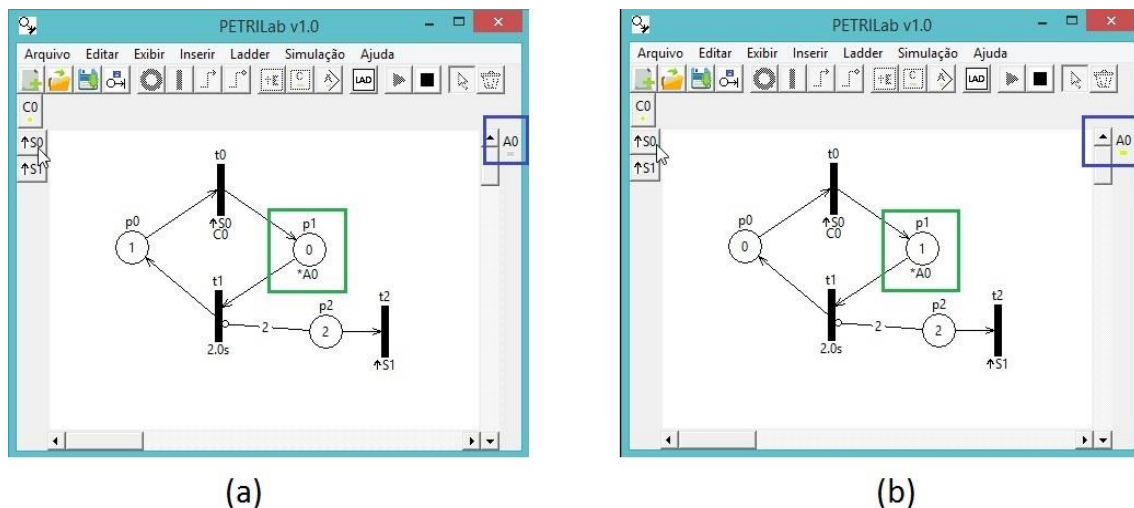 PETRILab v1.0
Arquivo Editar Exibir Inserir Ladder Simulação Ajuda
+E C A LAD
C0
↑S0
↑S1
A0
t0
↑S0
C0
p0
1
p1
0
*A0
t1
2.0s
2
p2
2
t2
↑S1
(a)
PETRILab v1.0
Arquivo Editar Exibir Inserir Ladder Simulação Ajuda
+E C A LAD
C0
↑S0
↑S1
A0
t0
↑S0
C0
p0
0
p1
1
*A0
t1
2.0s
2
p2
2
t2
↑S1
(b)